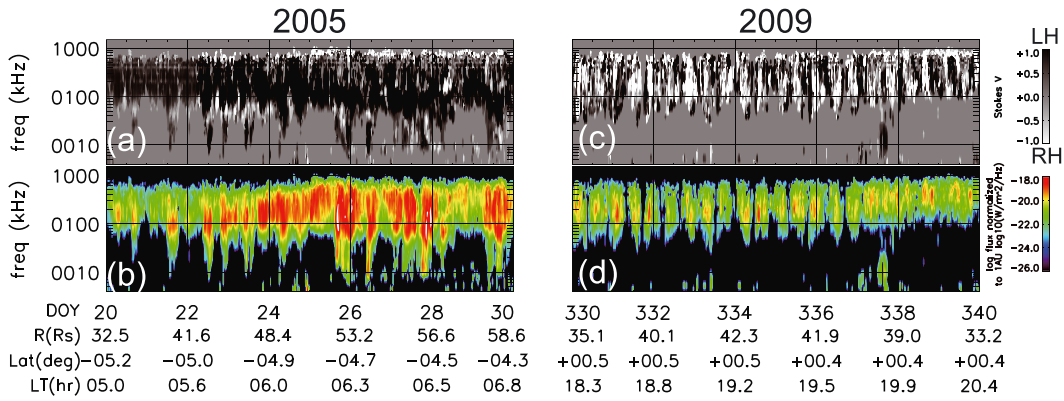 2005
2009
freq (kHz)
1000
0100
0010
(a)
(c)
LH
+1.0
+0.5
+0.0
-0.5
-1.0
Stokes V
RH
freq (kHz)
1000
0100
0010
(b)
(d)
-18.0
-20.0
-22.0
-24.0
-26.0
log flux normalized
to 1AU log10(W/m^2/Hz)
DOY 20 22 24 26 28 30 330 332 334 336 338 340
R(Rs) 32.5 41.6 48.4 53.2 56.6 58.6 35.1 40.1 42.3 41.9 39.0 33.2
Lat(deg) −05.2 −05.0 −04.9 −04.7 −04.5 −04.3 +00.5 +00.5 +00.5 +00.4 +00.4 +00.4
LT(hr) 05.0 05.6 06.0 06.3 06.5 06.8 18.3 18.8 19.2 19.5 19.9 20.4